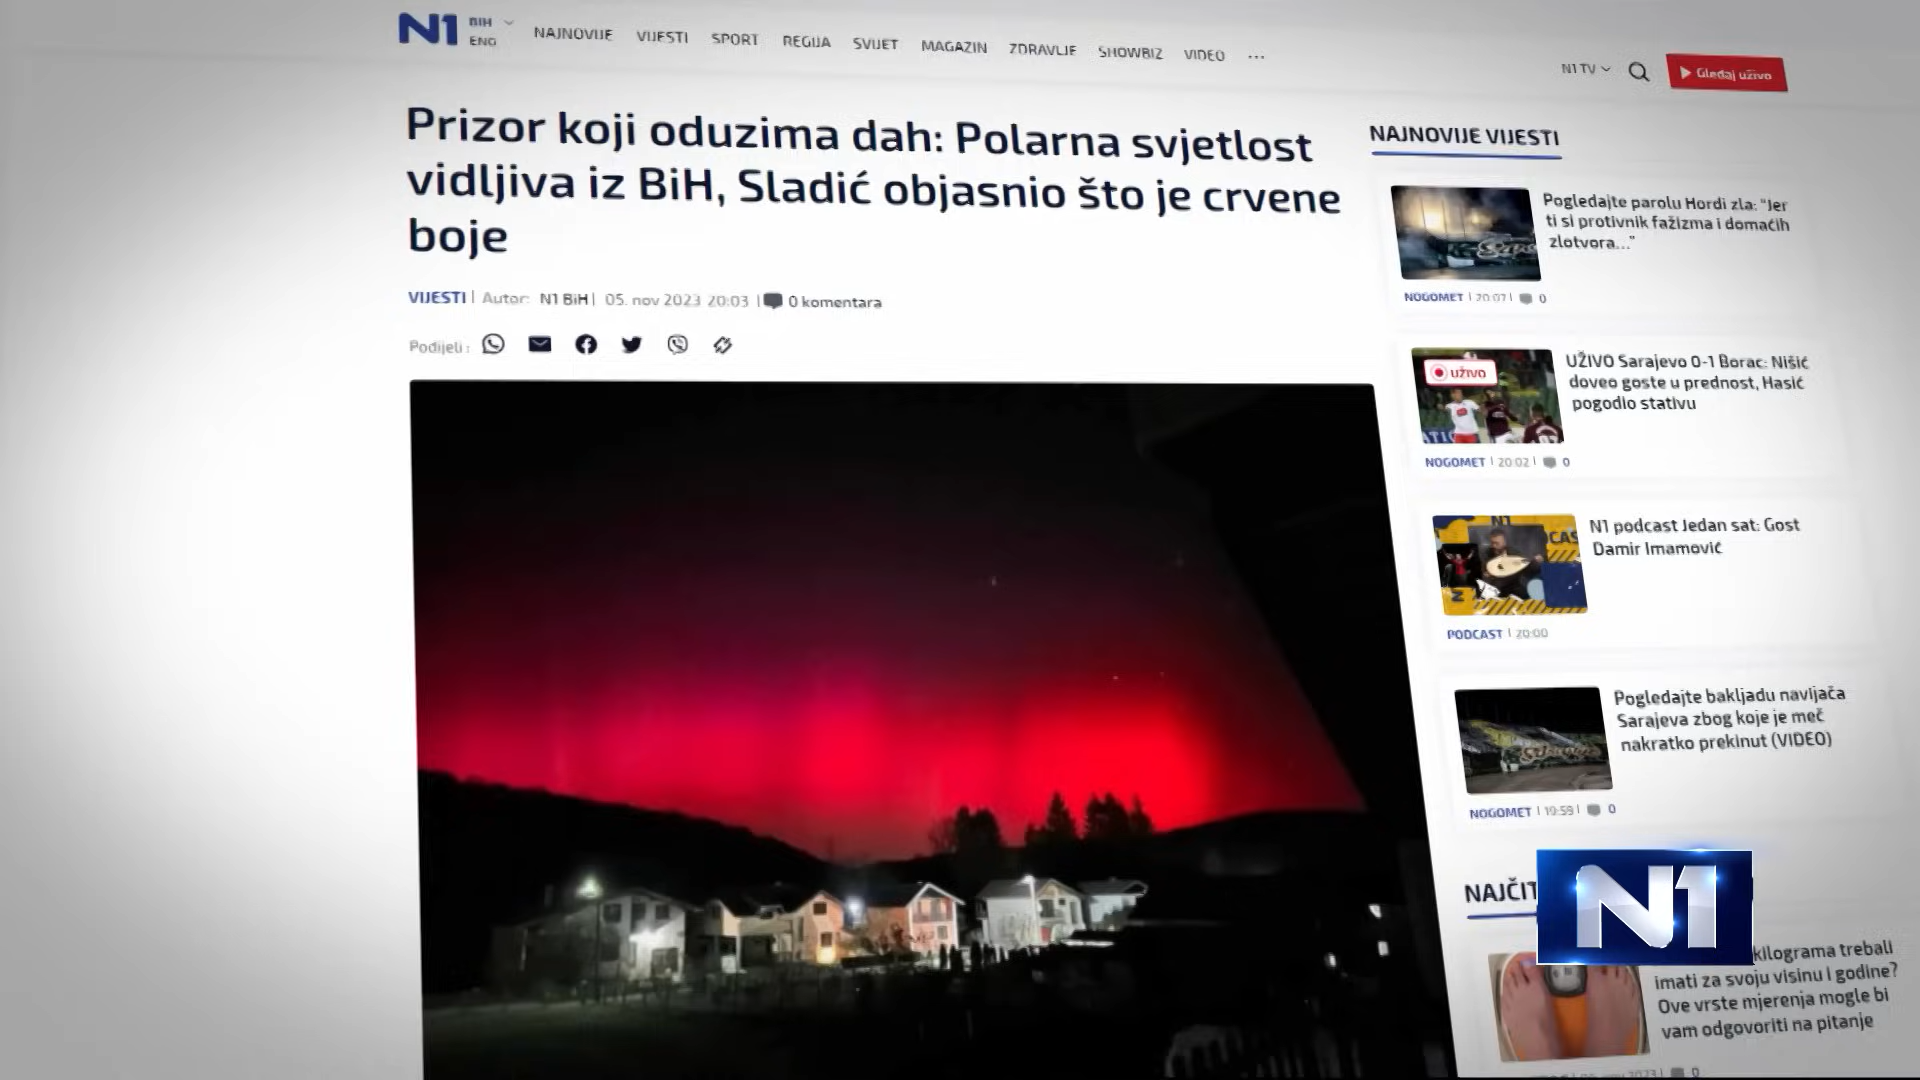 N1
BIH
ENG
NAJNOVIJE VIJESTI SPORT REGIJA SVIJET MAGAZIN ZDRAVLJE SHOWBIZ VIDEO ...
N1 TV
Gledaj uživo
Prizor koji oduzima dah: Polarna svjetlost
vidljiva iz BiH, Sladić objasnio što je crvene
boje
VIJESTI | Autor: N1 BiH | 05. nov 2023 20:03 | 0 komentara
Podijeli :
NAJNOVIJE VIJESTI
Pogledajte parolu Hordi zla: "Jer
ti si protivnik fažizma i domaćih
zlotvora..."
NOGOMET | 20:07 | 0
uživo
UŽIVO Sarajevo 0-1 Borac: Nišić
doveo goste u prednost, Hasić
pogodio stativu
NOGOMET | 20:02 | 0
N1 podcast Jedan sat: Gost
Damir Imamović
PODCAST | 20:00
Pogledajte bakljadu navijača
Sarajeva zbog koje je meč
nakratko prekinut (VIDEO)
NOGOMET | 19:59 | 0
NAJČIT
N1
kilograma trebali
imati za svoju visinu i godine?
Ove vrste mjerenja mogle bi
vam odgovoriti na pitanje